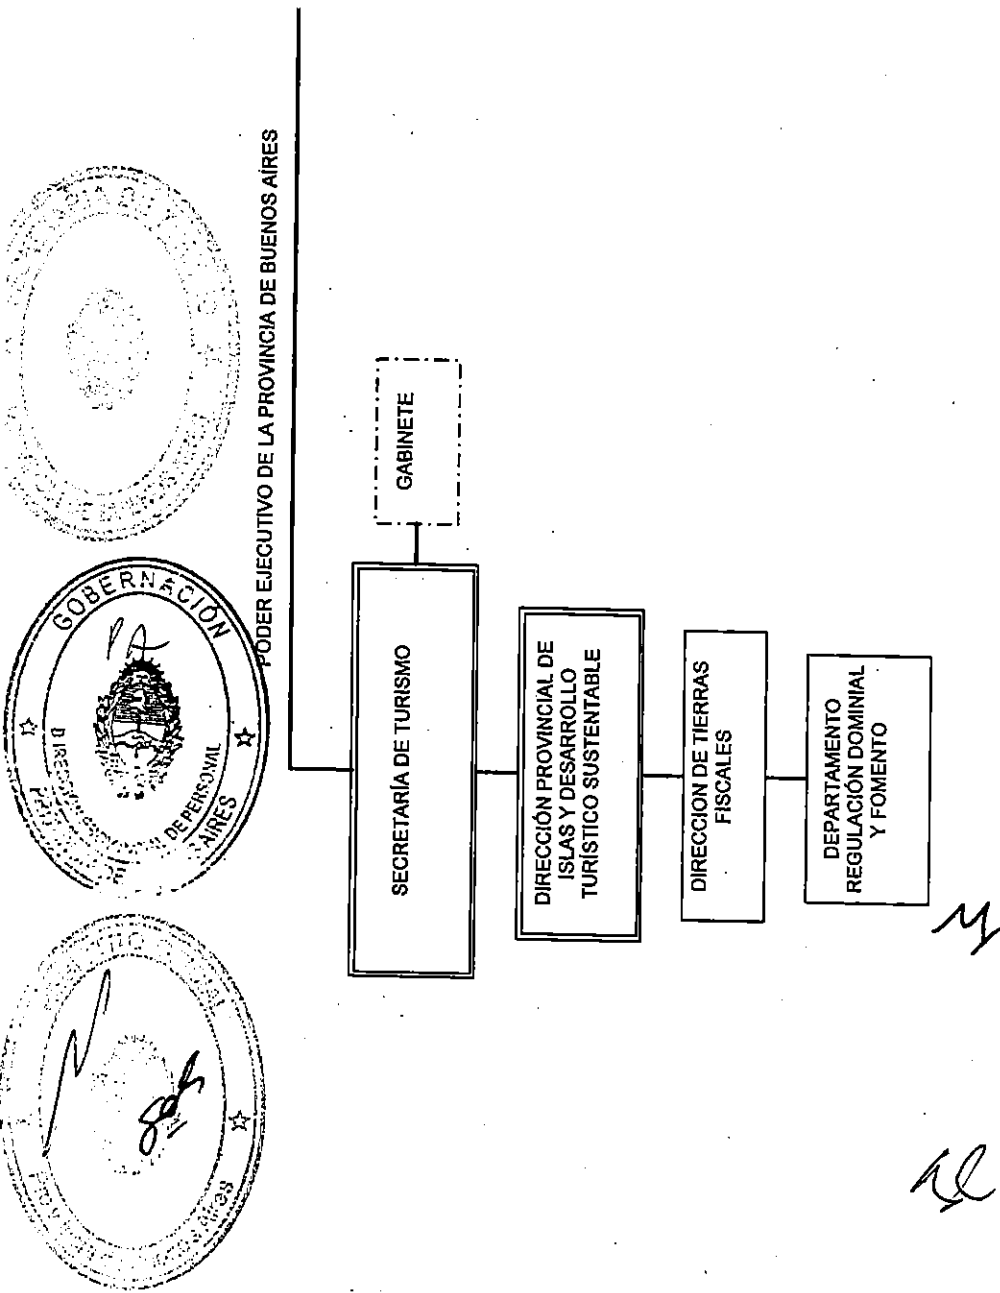 PODER EJECUTIVO DE LA PROVINCIA DE BUENOS AIRES
GOBERNACIÓN
DE PERSONAL
AIRES
SECRETARÍA DE TURISMO
GABINETE
DIRECCIÓN PROVINCIAL DE
ISLAS Y DESARROLLO
TURÍSTICO SUSTENTABLE
DIRECCION DE TIERRAS
FISCALES
DEPARTAMENTO
REGULACIÓN DOMINIAL
Y FOMENTO